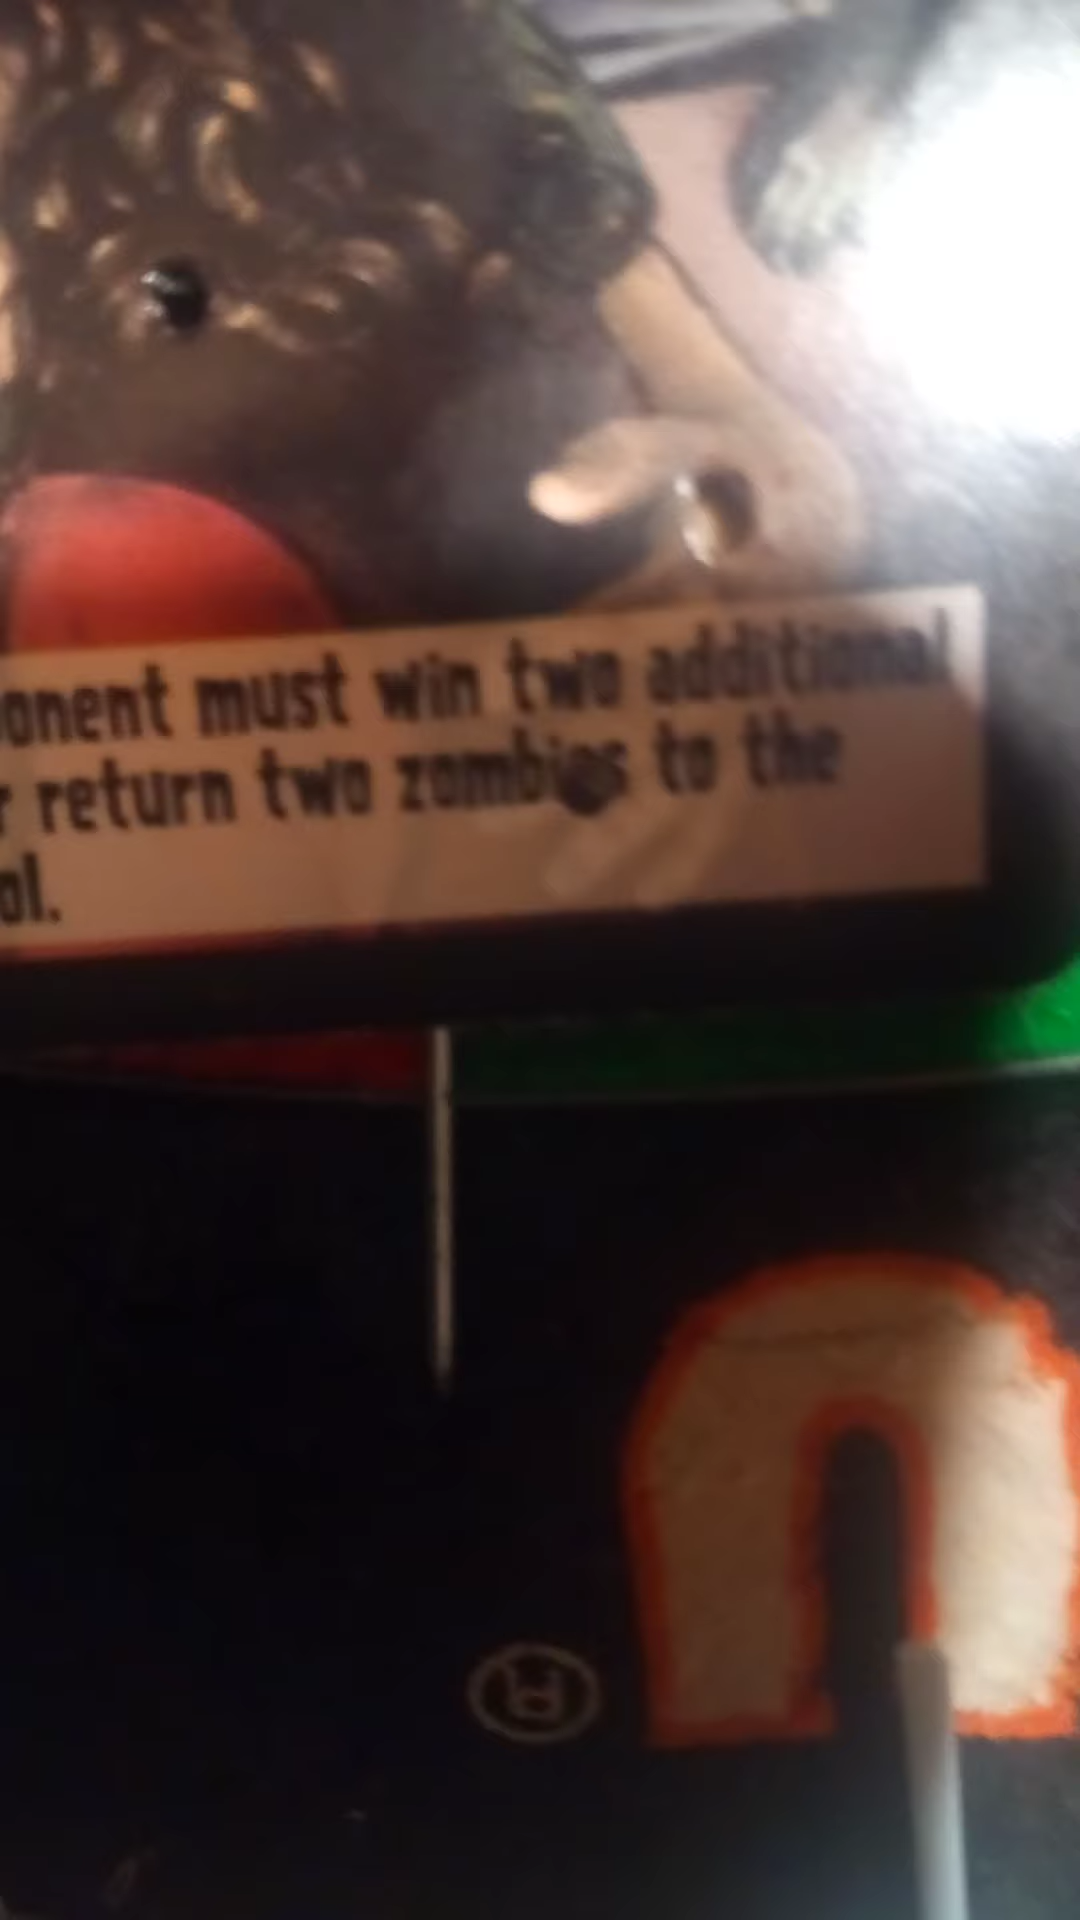 onent must win two additional
r return two zombies to the
ol.
®